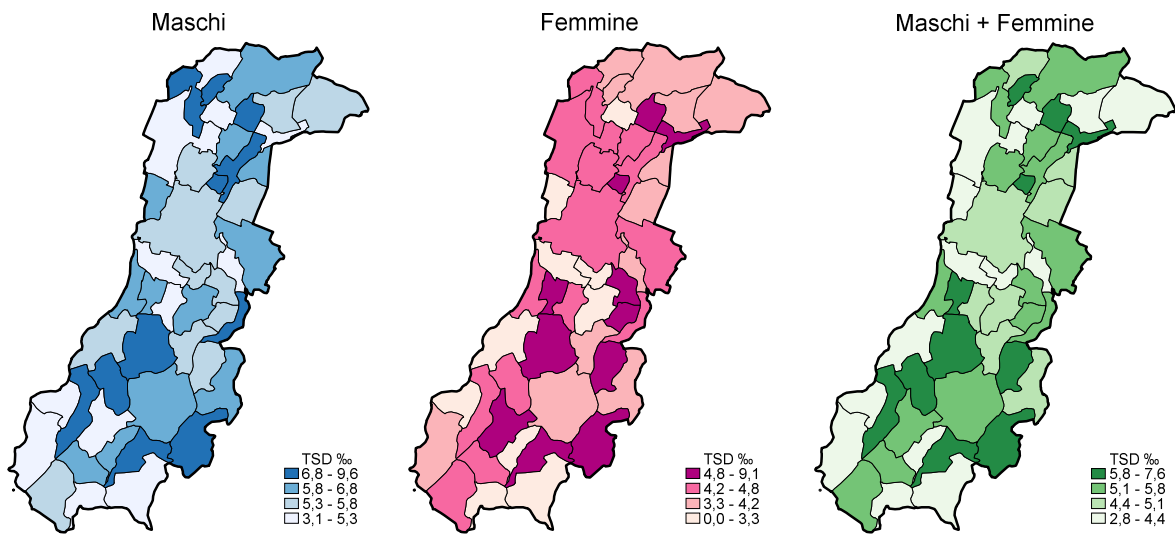 Maschi
Femmine
Maschi + Femmine
TSD ‰
6,8 - 9,6
5,8 - 6,8
5,3 - 5,8
3,1 - 5,3
TSD ‰
4,8 - 9,1
4,2 - 4,8
3,3 - 4,2
0,0 - 3,3
TSD ‰
5,8 - 7,6
5,1 - 5,8
4,4 - 5,1
2,8 - 4,4